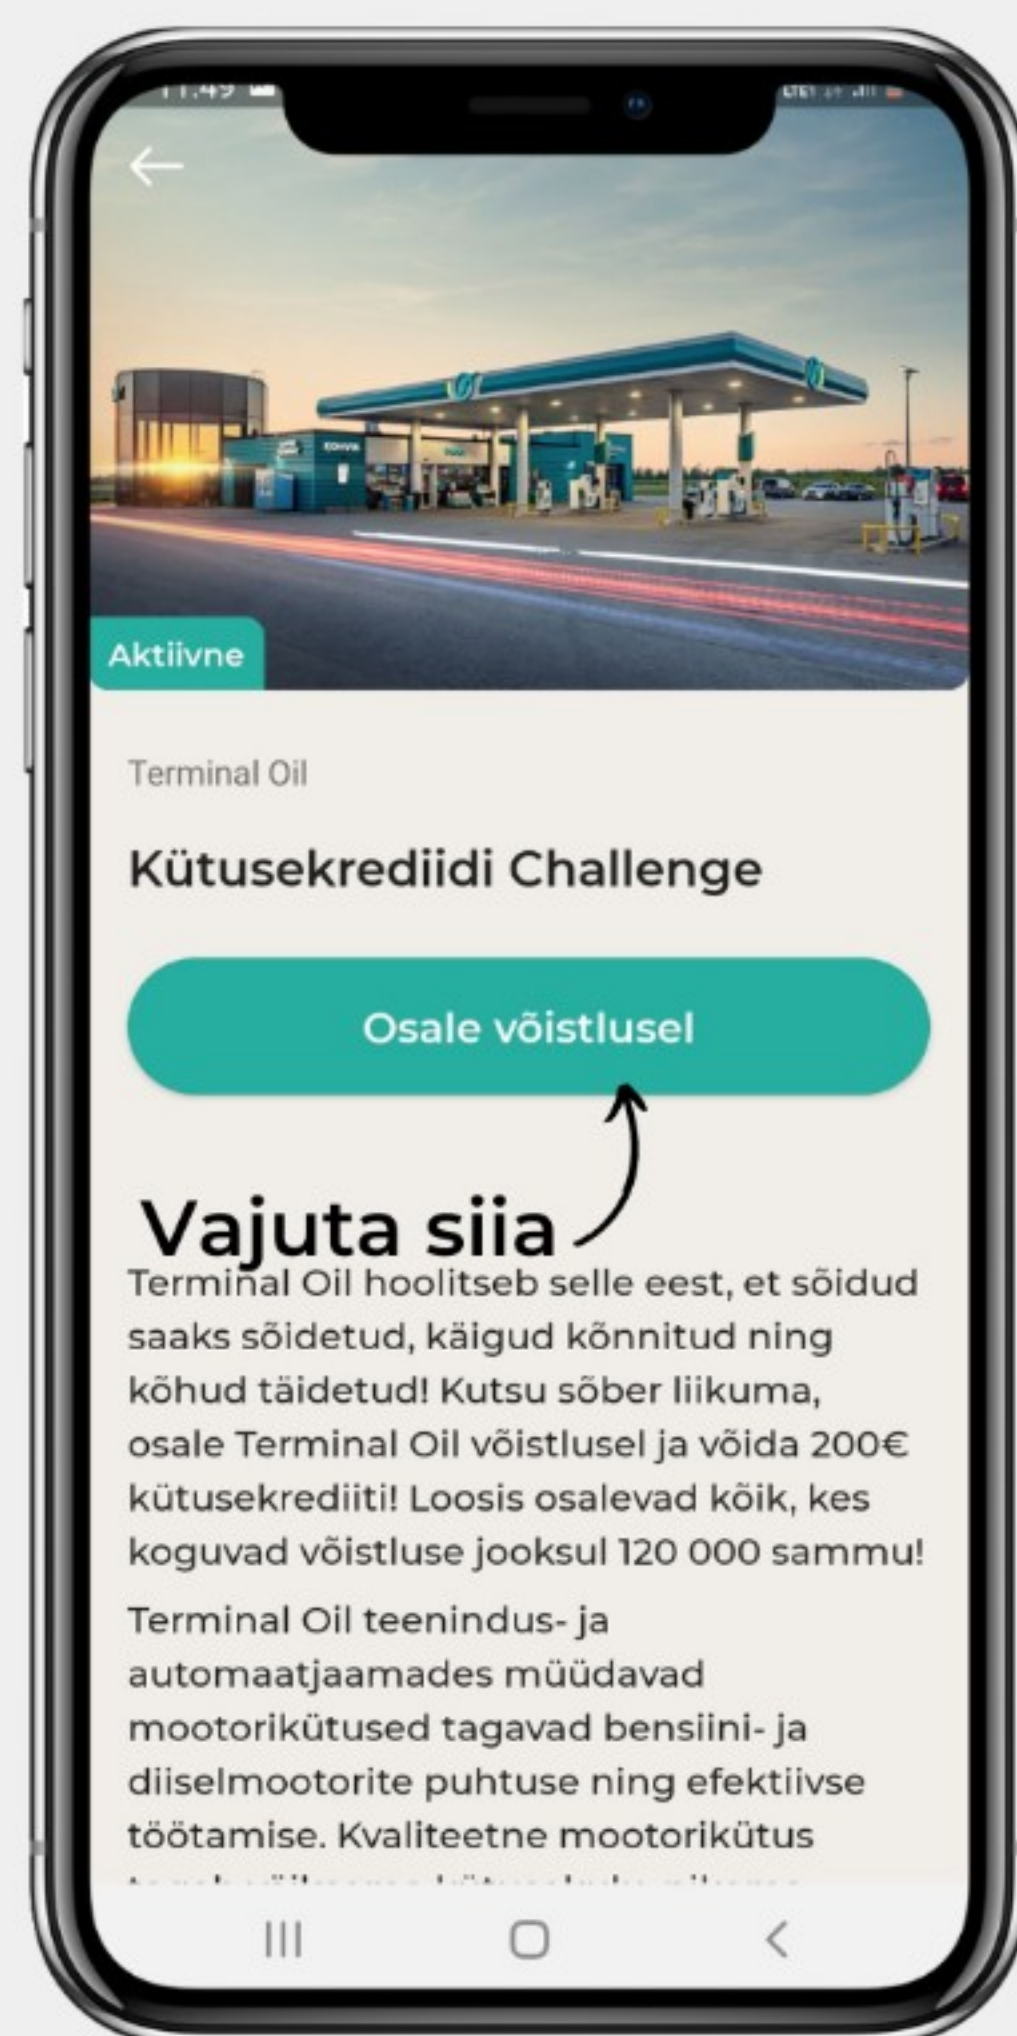 11:49
Aktiivne
Terminal Oil
Kütusekrediidi Challenge
Osale võistlusel
Vajuta siia
Terminal Oil hoolitseb selle eest, et sõidud
saaks sõidetud, käigud kõnnitud ning
kõhud täidetud! Kutsu sõber liikuma,
osale Terminal Oil võistlusel ja võida 200€
kütusekrediiti! Loosis osalevad kõik, kes
koguvad võistluse jooksul 120 000 sammu!
Terminal Oil teenindus- ja
automaatjaamades müüdavad
mootorikütused tagavad bensiini- ja
diiselmootorite puhtuse ning efektiivse
töötamise. Kvaliteetne mootorikütus